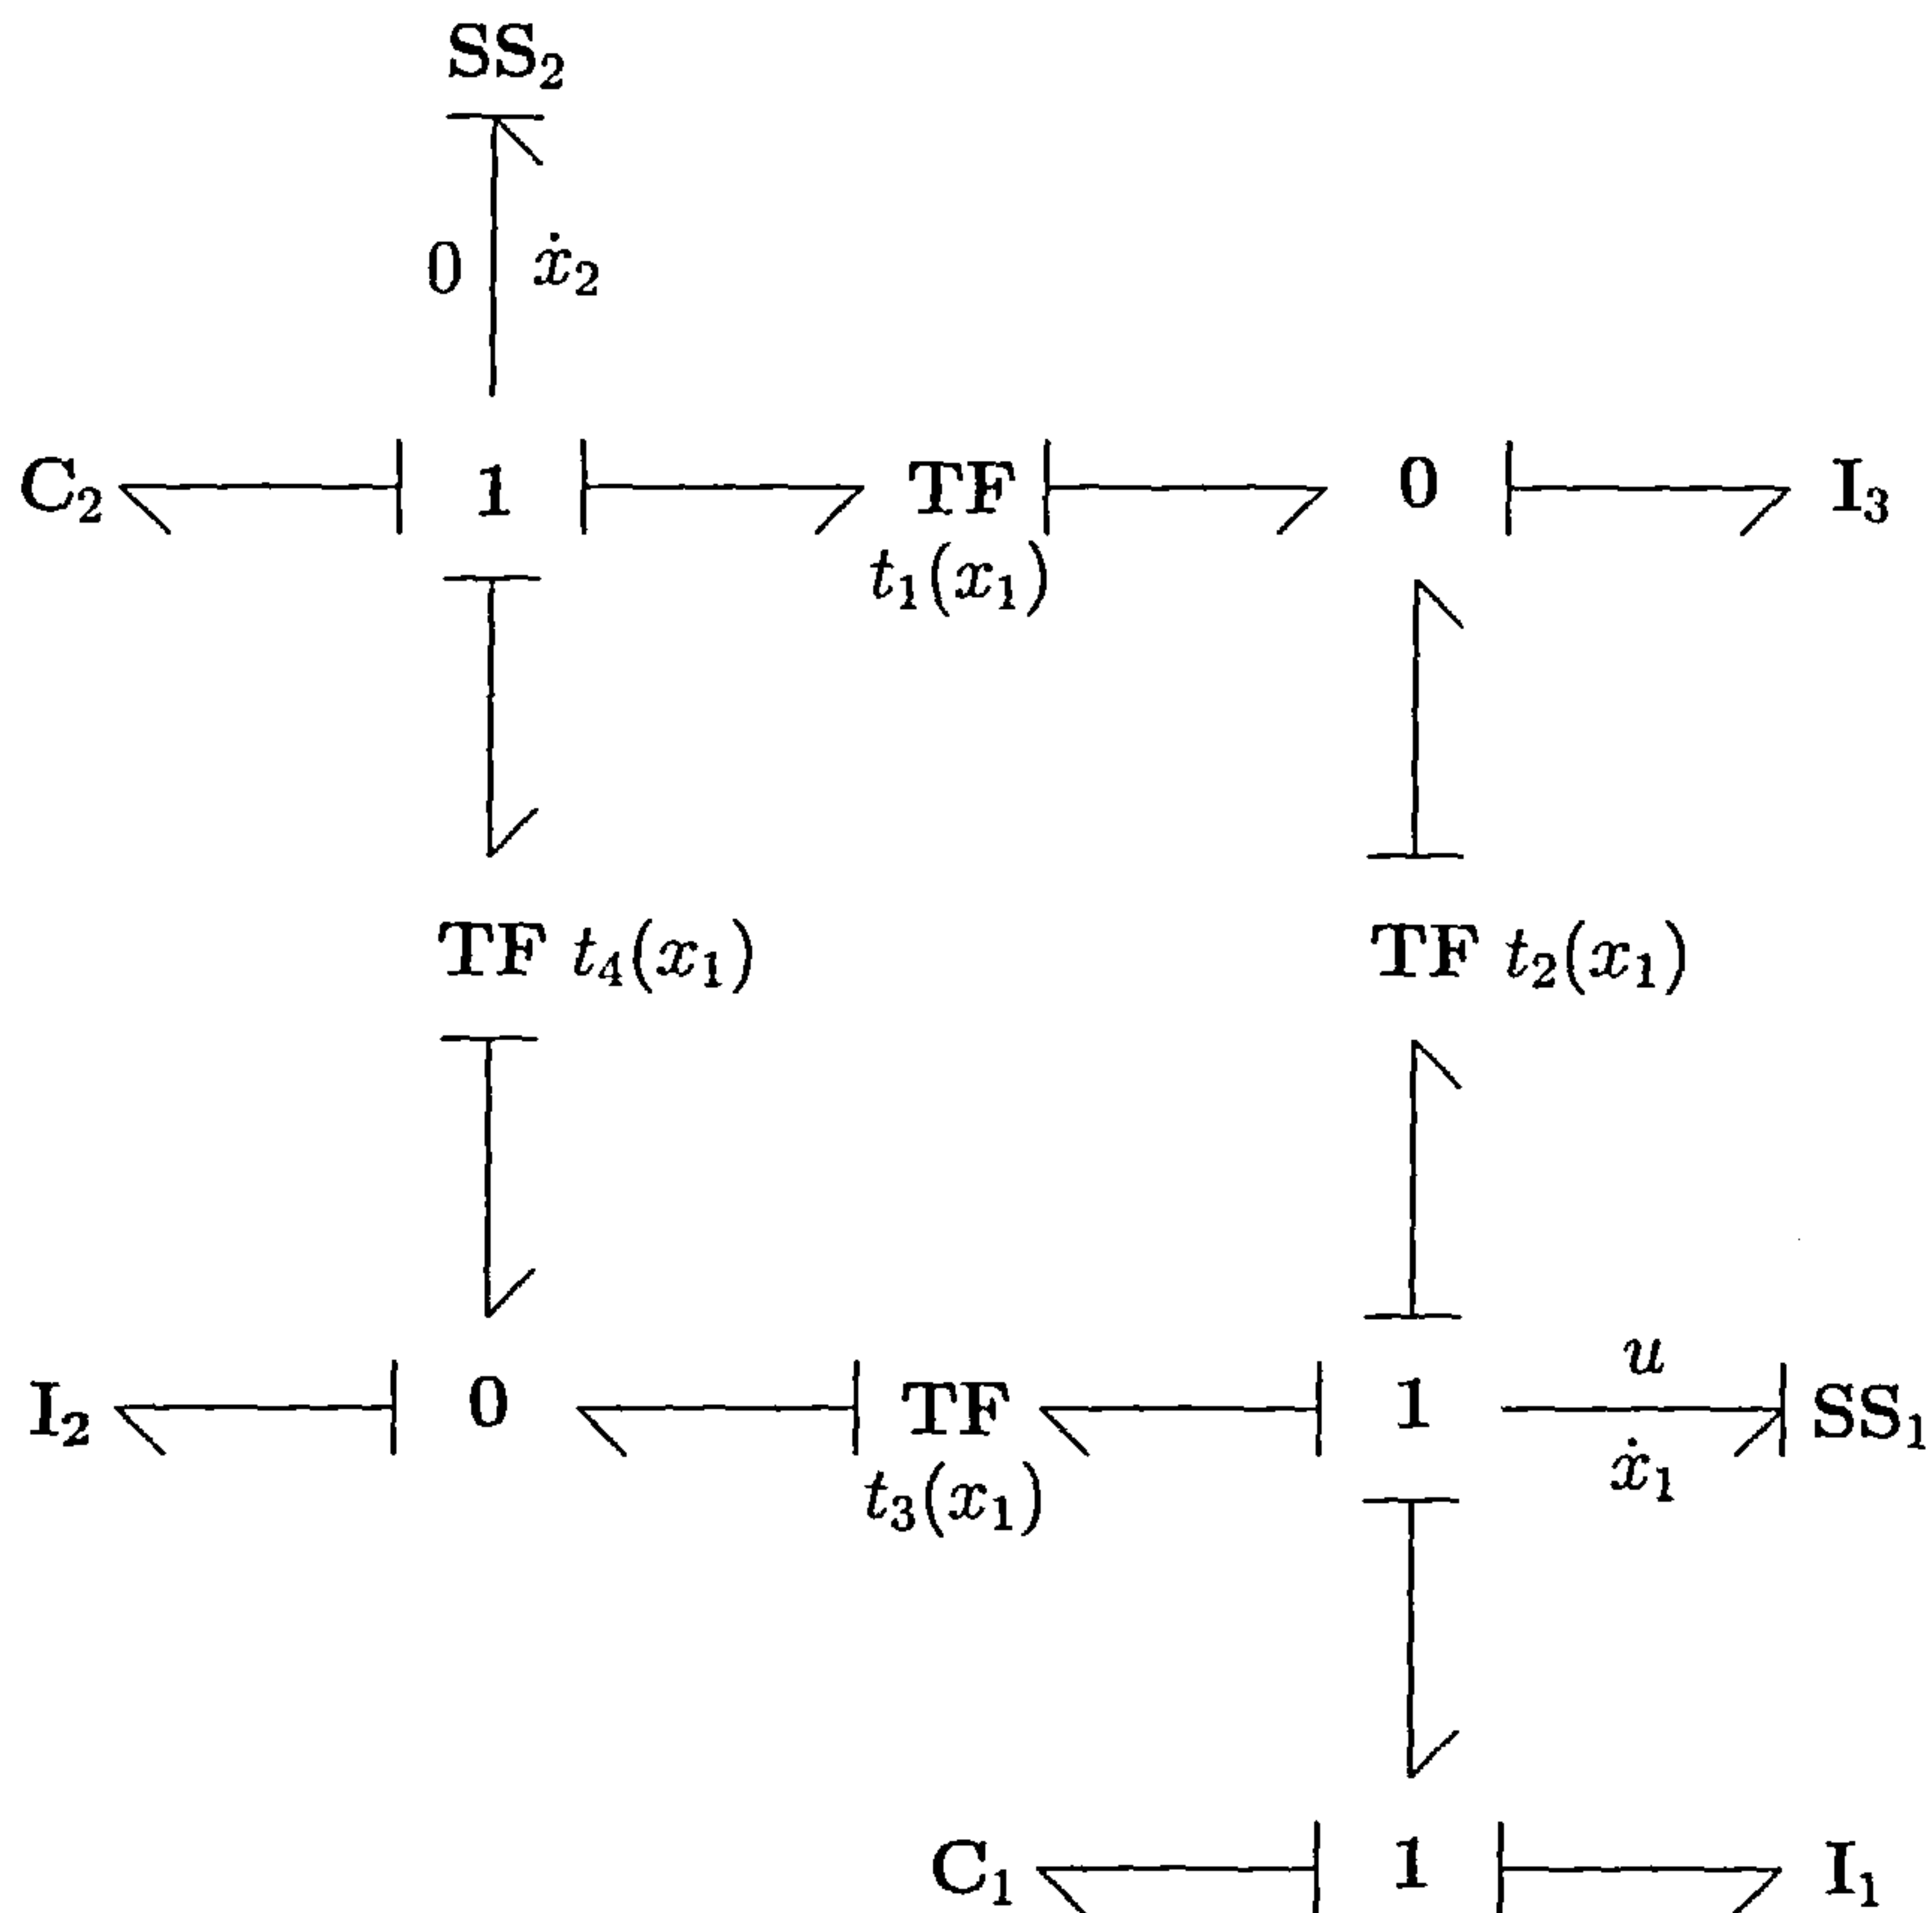 SS₂
0 ẋ₂
C₂ 1 TF 0 I₃
t₁(x₁)
TF t₄(x₁) TF t₂(x₁)
u
I₂ 0 TF 1 SS₁
t₃(x₁) ẋ₁
C₁ 1 I₁